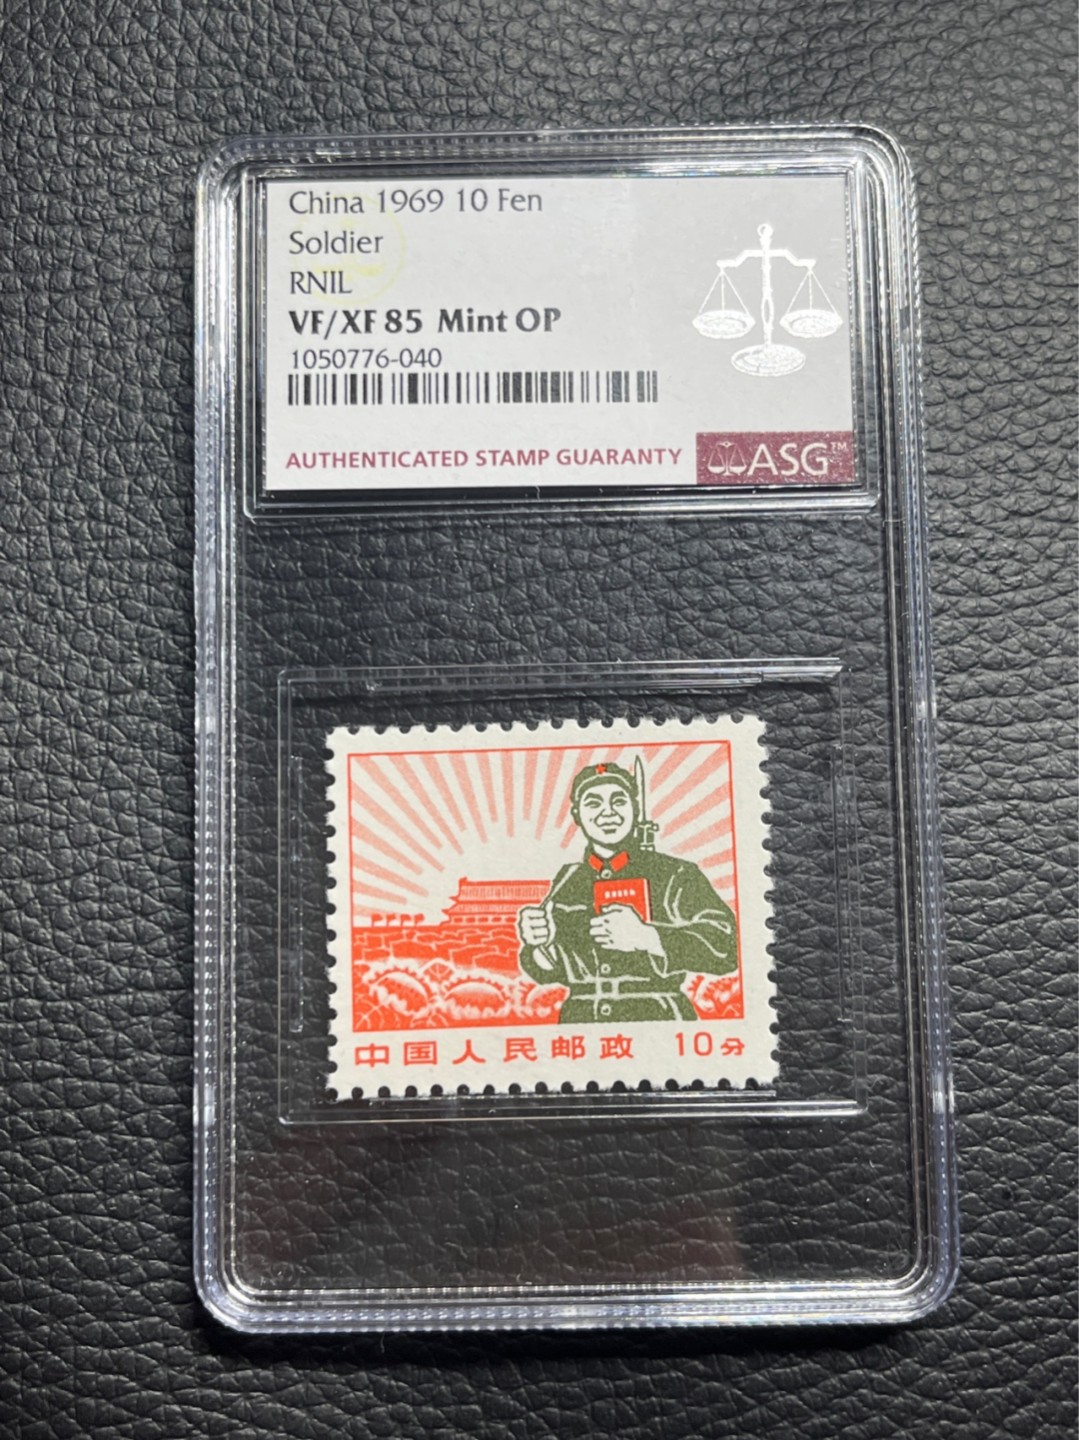 China 1969 10 Fen
Soldier
RNIL
VF/XF 85 Mint OP
1050776-040
AUTHENTICATED STAMP GUARANTY
ASG™
中国人民邮政 10分